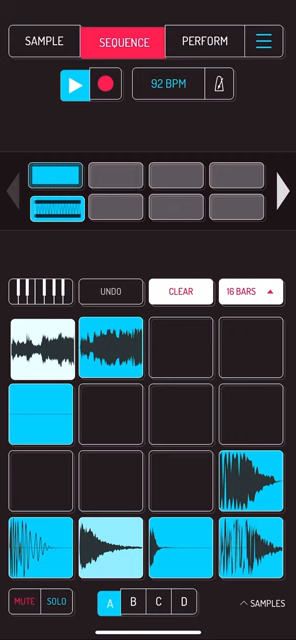 SAMPLE SEQUENCE PERFORM
92 BPM
UNDO CLEAR 16 BARS
MUTE SOLO A B C D SAMPLES